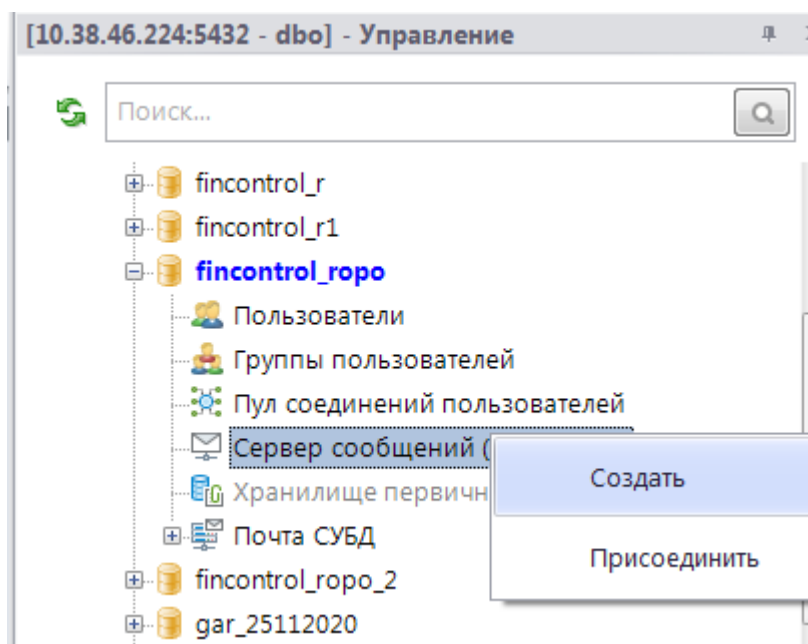 [10.38.46.224:5432 - dbo] - Управление
Поиск...
fincontrol_r
fincontrol_r1
fincontrol_ropo
Пользователи
Группы пользователей
Пул соединений пользователей
Сервер сообщений (
Создать
Хранилище первичн
Присоединить
Почта СУБД
fincontrol_ropo_2
gar_25112020